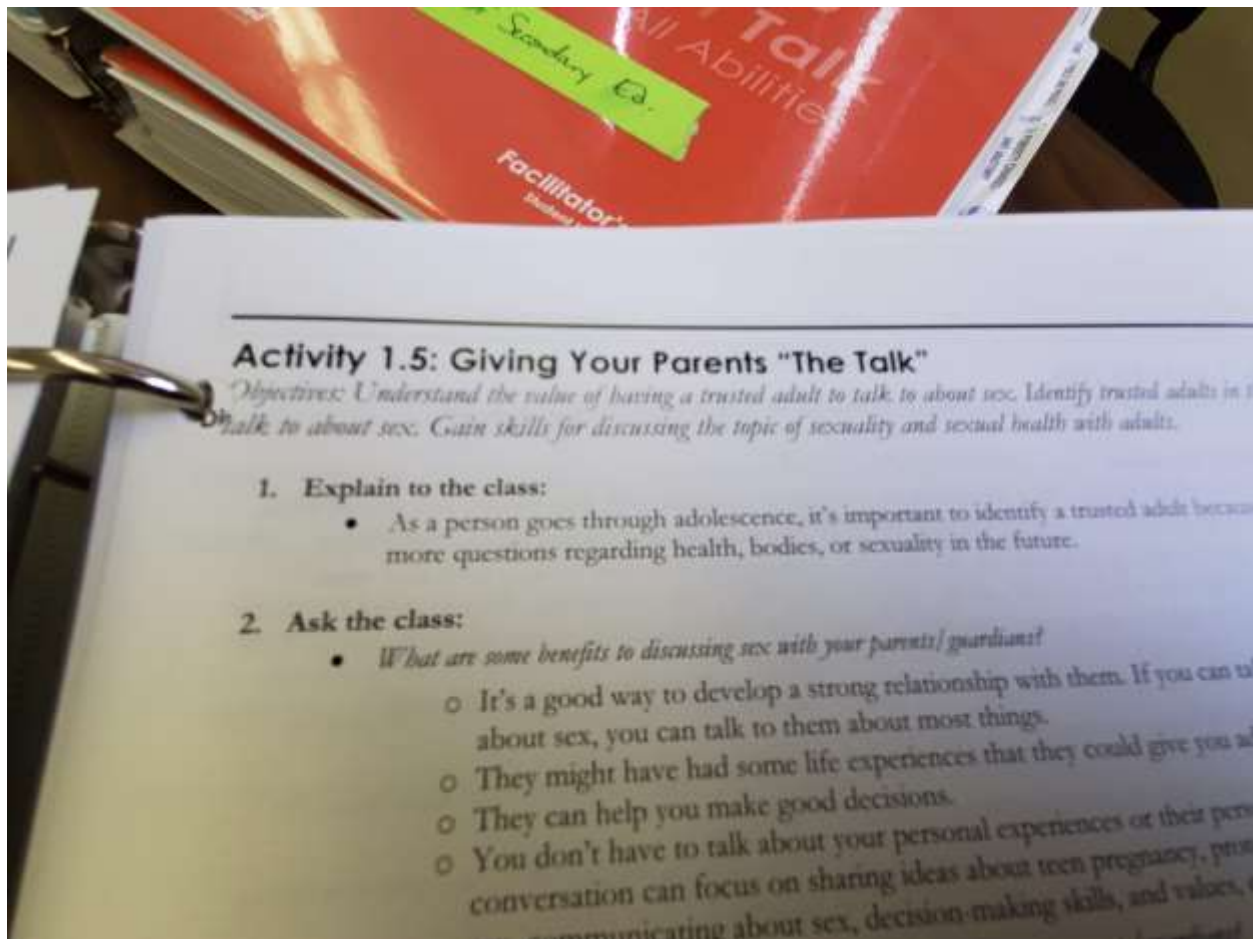 Secondary Ed.
Talk
All Abilities
Facilitator's
Student
Activity 1.5: Giving Your Parents "The Talk"
Objectives: Understand the value of having a trusted adult to talk to about sex. Identify trusted adults in
talk to about sex. Gain skills for discussing the topic of sexuality and sexual health with adults.
1. Explain to the class:
• As a person goes through adolescence, it's important to identify a trusted adult
more questions regarding health, bodies, or sexuality in the future.
2. Ask the class:
• What are some benefits to discussing sex with your parents/guardians?
o It's a good way to develop a strong relationship with them. If you can
about sex, you can talk to them about most things.
o They might have had some life experiences that they could give you
o They can help you make good decisions.
o You don't have to talk about your personal experiences or their
conversation can focus on sharing ideas about teen pregnancy,
communicating about sex, decision-making skills, and values,